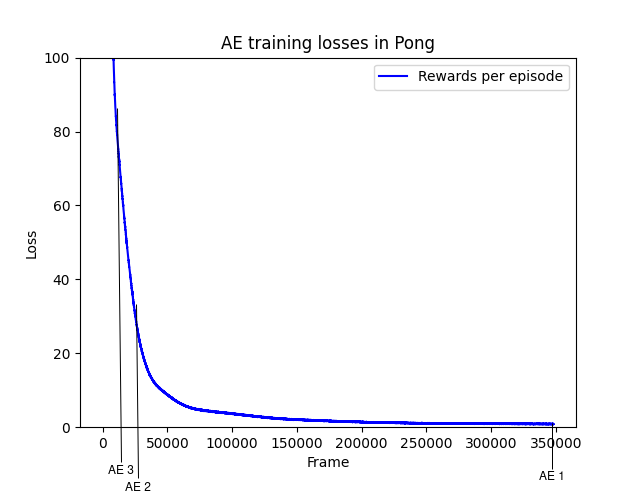 AE training losses in Pong
Rewards per episode
Loss
100
80
60
40
20
0
0 50000 100000 150000 200000 250000 300000 350000
Frame
AE 3
AE 2
AE 1